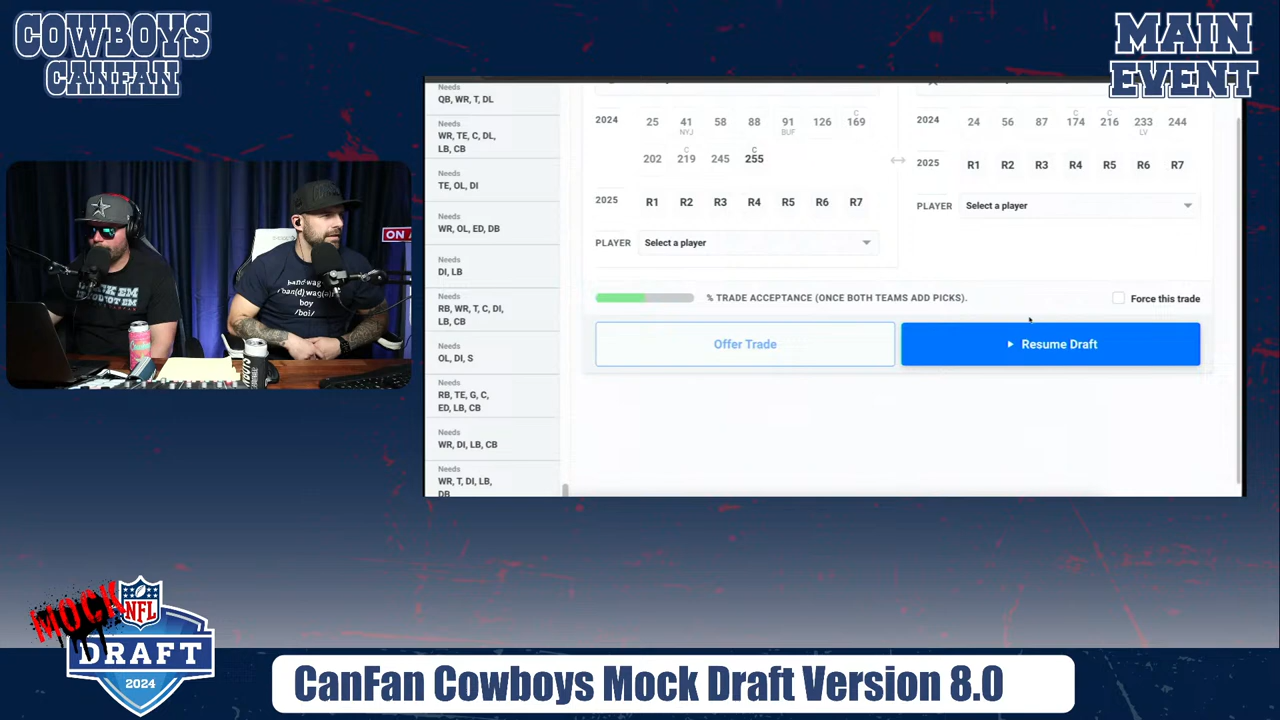 COWBOYS
CANFAN
MAIN
EVENT
Needs
QB, WR, T, DL
Needs
WR, TE, C, DL,
LB, CB
Needs
TE, OL, DI
Needs
WR, OL, ED, DB
Needs
DI, LB
Needs
RB, WR, T, C, DI,
LB, CB
Needs
OL, DI, S
Needs
RB, TE, G, C,
ED, LB, CB
Needs
WR, DI, LB, CB
Needs
WR, T, DI, LB,
DB
2024 25 41 NYJ 58 88 91 BUF 126 C 169
202 C 219 245 C 255
2025 R1 R2 R3 R4 R5 R6 R7
PLAYER Select a player
2024 24 56 87 C 174 C 216 233 LV 244
2025 R1 R2 R3 R4 R5 R6 R7
PLAYER Select a player
% TRADE ACCEPTANCE (ONCE BOTH TEAMS ADD PICKS).
Force this trade
Offer Trade
Resume Draft
band·wag
boy
/boi/
MOCK
NFL
DRAFT
2024
CanFan Cowboys Mock Draft Version 8.0